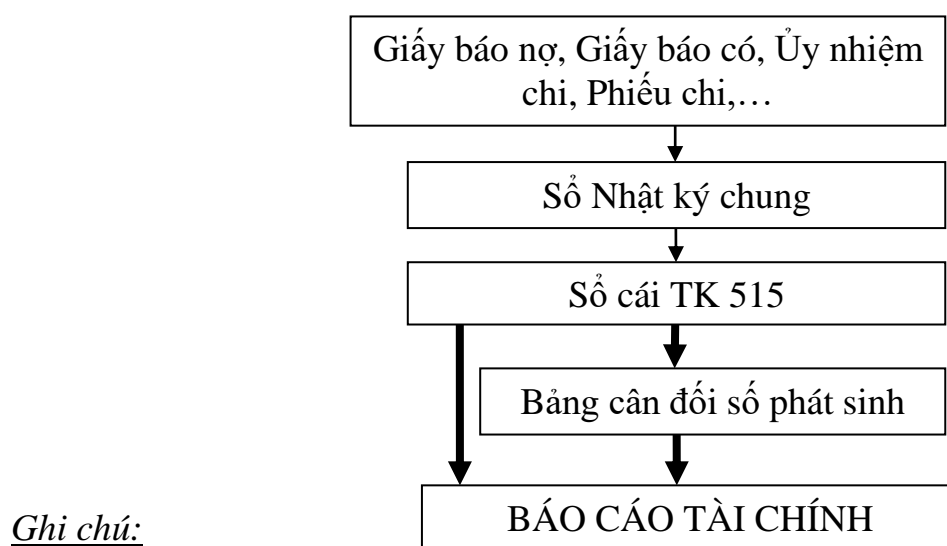 Giấy báo nợ, Giấy báo có, Ủy nhiệm
chi, Phiếu chi,…
Sổ Nhật ký chung
Sổ cái TK 515
Bảng cân đối số phát sinh
BÁO CÁO TÀI CHÍNH
Ghi chú: